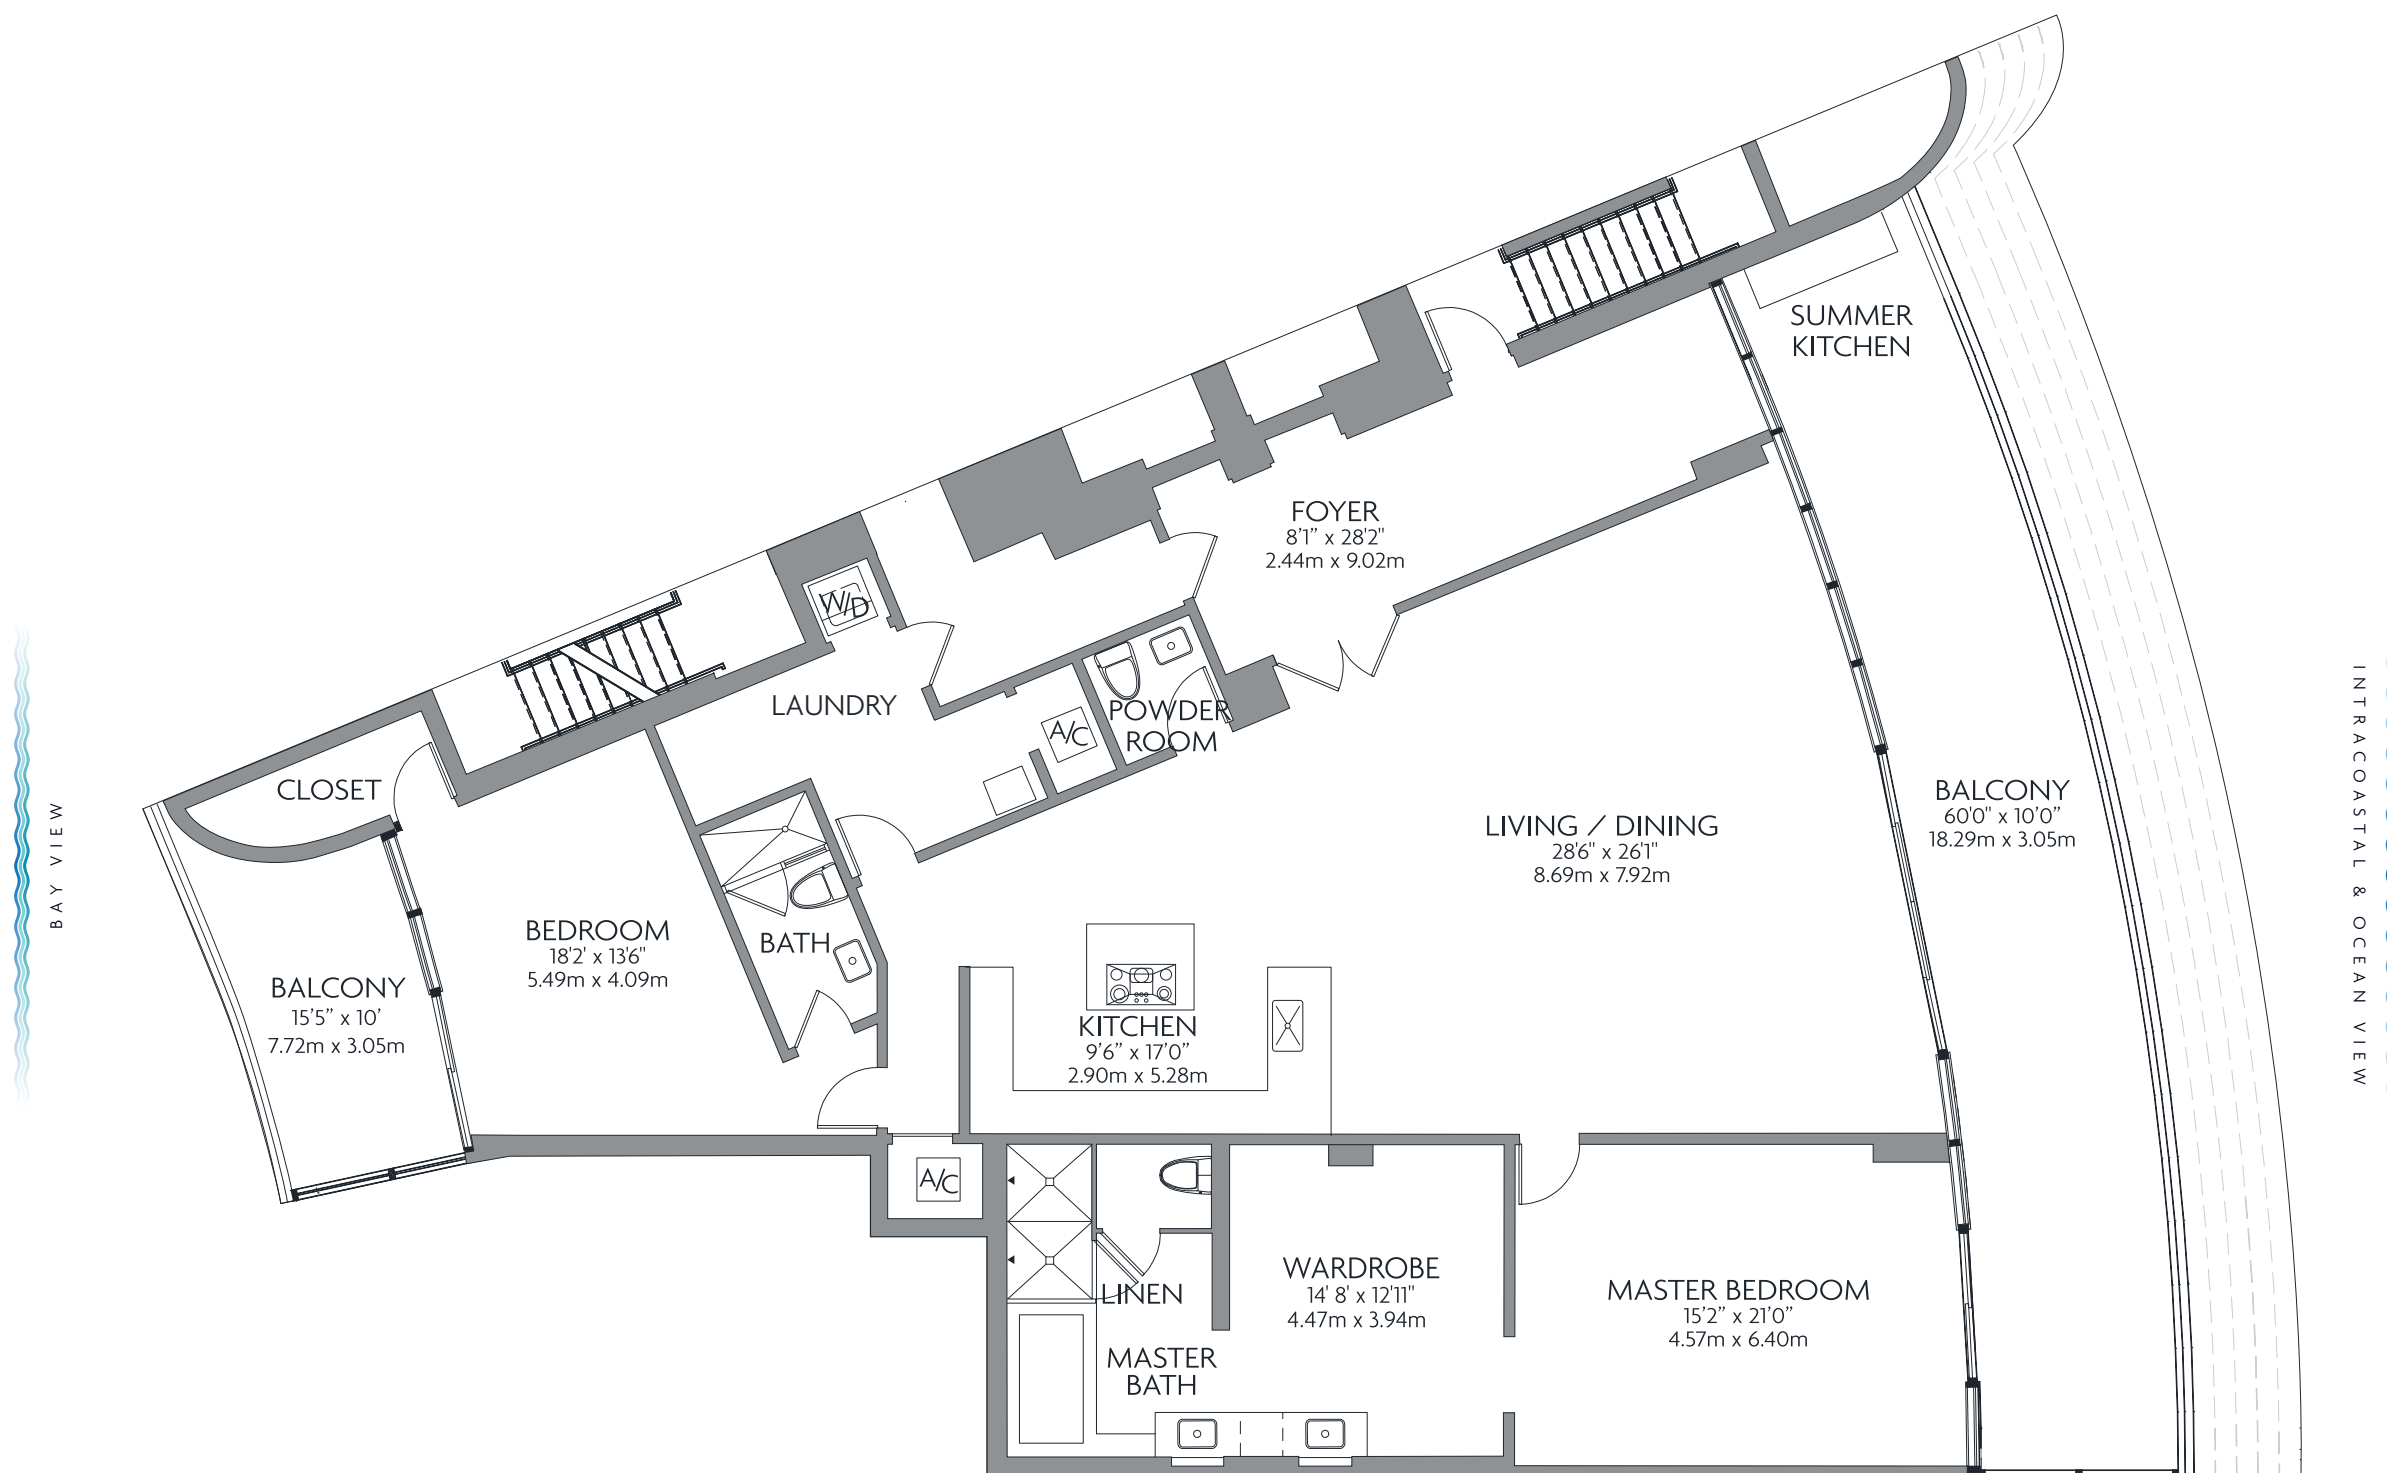 SUMMER
KITCHEN
FOYER
8'1" x 28'2"
2.44m x 9.02m
W/D
LAUNDRY
A/C
POWDER
ROOM
CLOSET
BALCONY
60'0" x 10'0"
18.29m x 3.05m
LIVING / DINING
28'6" x 26'1"
8.69m x 7.92m
BEDROOM
18'2' x 13'6"
5.49m x 4.09m
BATH
BALCONY
15'5" x 10'
7.72m x 3.05m
KITCHEN
9'6" x 17'0"
2.90m x 5.28m
A/C
LINEN
MASTER
BATH
WARDROBE
14' 8' x 12'11"
4.47m x 3.94m
MASTER BEDROOM
15'2" x 21'0"
4.57m x 6.40m
BAY VIEW
INTRACOASTAL & OCEAN VIEW